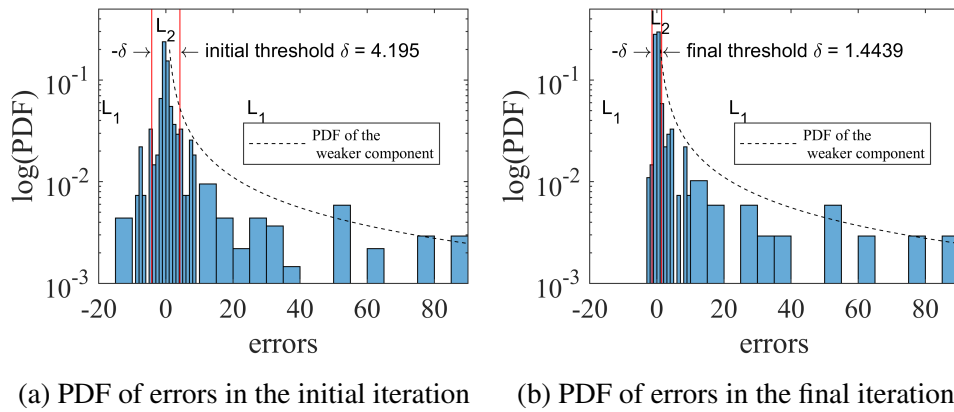 L2
-δ
initial threshold δ = 4.195
10^-1
L1
L1
PDF of the
weaker component
log(PDF)
10^-2
10^-3
-20 0 20 40 60 80
errors
(a) PDF of errors in the initial iteration
L2
-δ
final threshold δ = 1.4439
10^-1
L1
L1
PDF of the
weaker component
log(PDF)
10^-2
10^-3
-20 0 20 40 60 80
errors
(b) PDF of errors in the final iteration